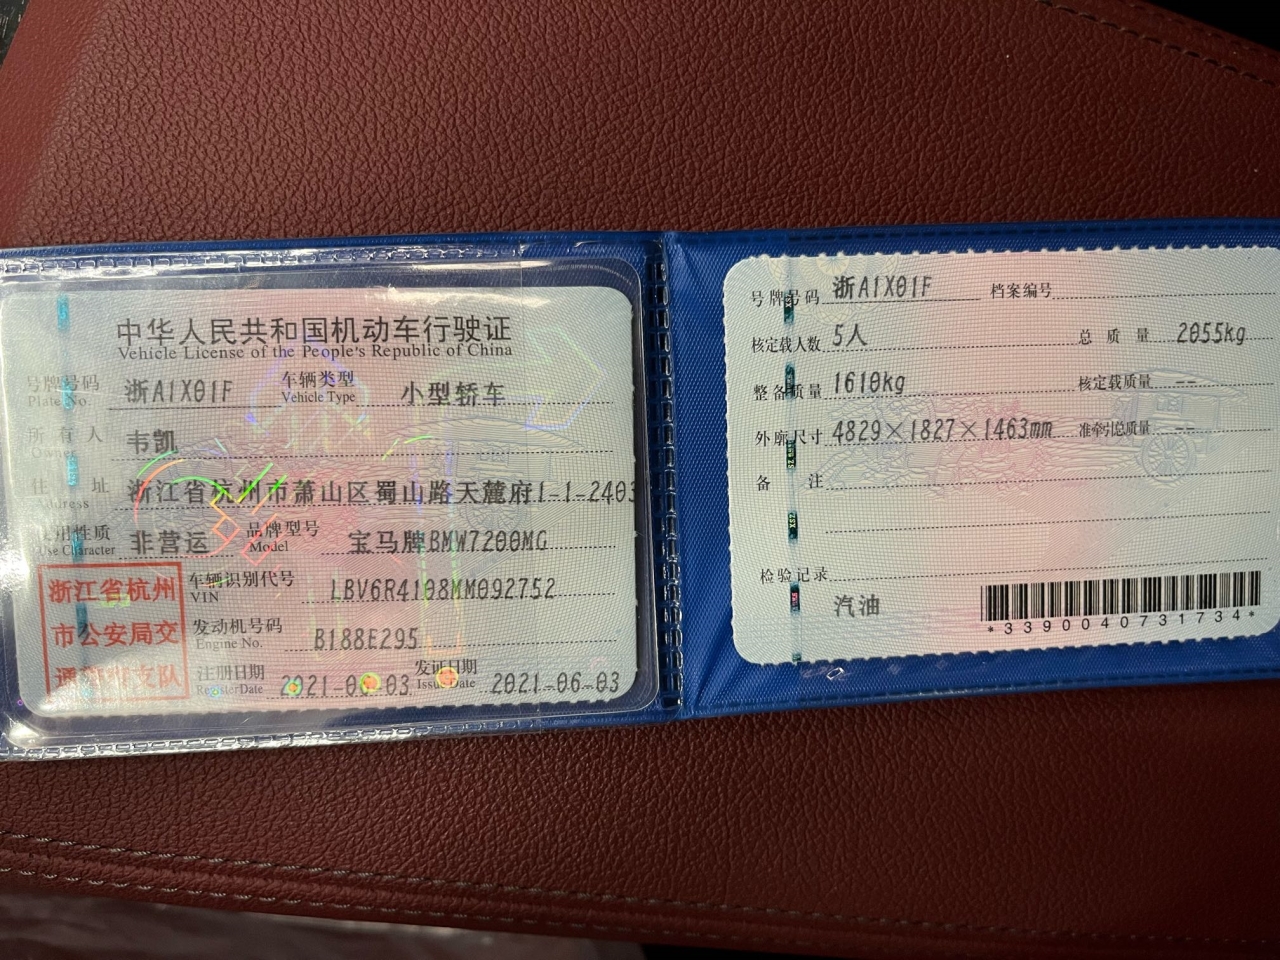 中华人民共和国机动车行驶证
Vehicle License of the People's Republic of China
号牌号码 浙A1X01F 车辆类型 小型轿车
Plate No. Vehicle Type
所有人 韦凯
Owner
住址 浙江省杭州市萧山区蜀山路天麓府1-1-2403
Address
使用性质 非营运 品牌型号 宝马牌BMW7200MG
Use Character Model
浙江省杭州市公安局交通警察支队
车辆识别代号 LBV6R4108MM092752
VIN
发动机号码 B188E295
Engine No.
注册日期 2021-06-03 发证日期 2021-06-03
Register Date Issue Date
号牌号码 浙A1X01F 档案编号
核定载人数 5人 总质量 2055kg
整备质量 1610kg 核定载质量 --
外廓尺寸 4829×1827×1463mm 准牵引总质量 --
备注
检验记录
汽油
*3390040731734*